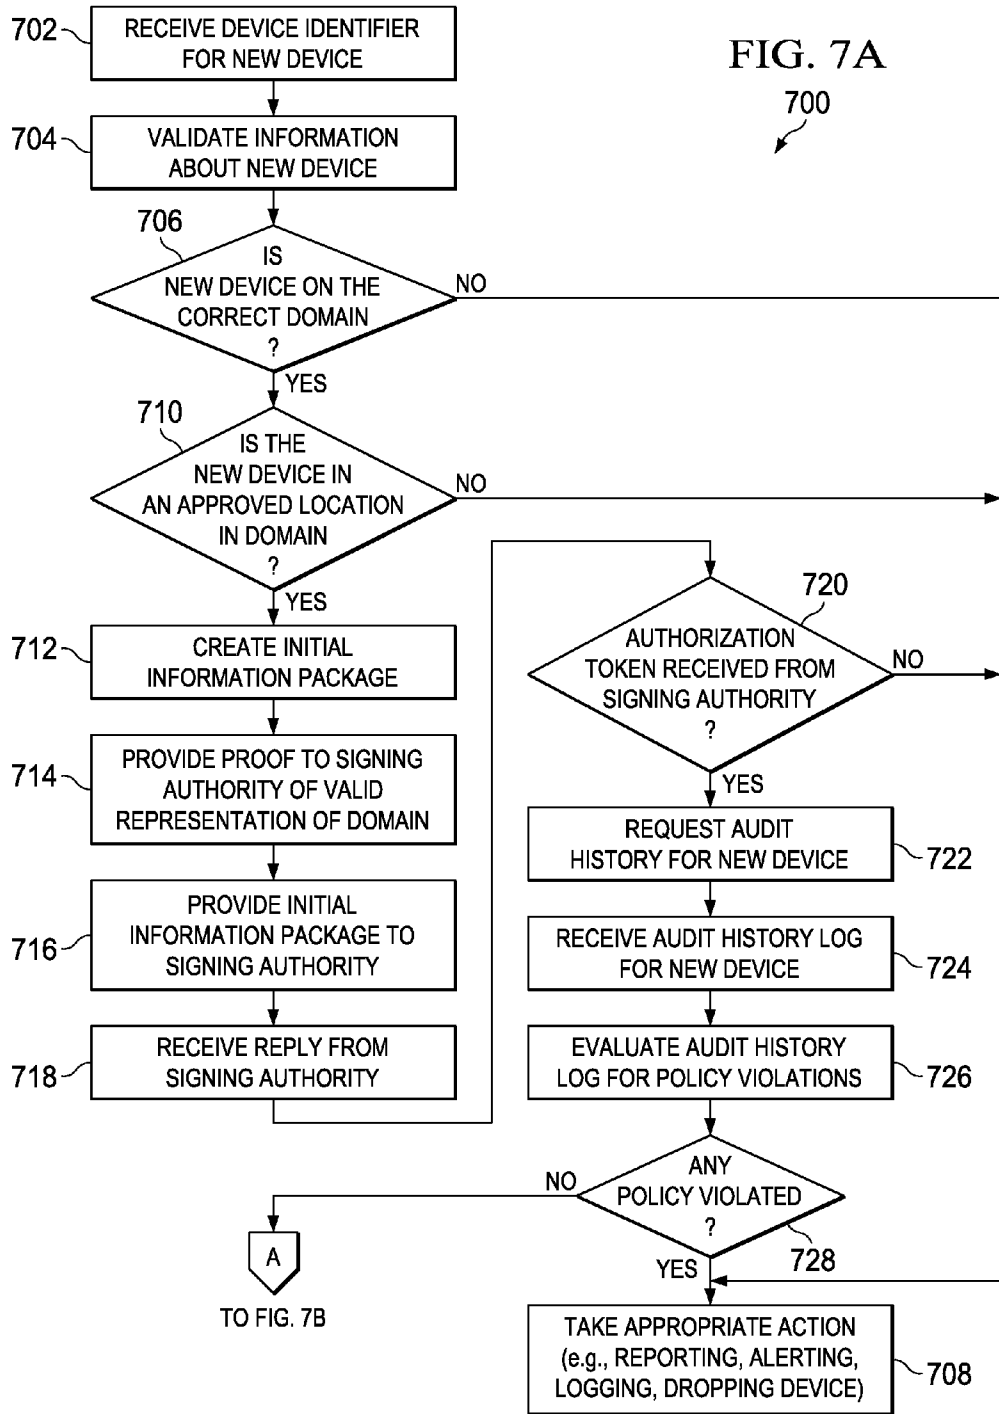 FIG. 7A
700
702
RECEIVE DEVICE IDENTIFIER
FOR NEW DEVICE
704
VALIDATE INFORMATION
ABOUT NEW DEVICE
706
IS
NEW DEVICE ON THE
CORRECT DOMAIN
?
NO
YES
710
IS THE
NEW DEVICE IN
AN APPROVED LOCATION
IN DOMAIN
?
NO
YES
712
CREATE INITIAL
INFORMATION PACKAGE
714
PROVIDE PROOF TO SIGNING
AUTHORITY OF VALID
REPRESENTATION OF DOMAIN
716
PROVIDE INITIAL
INFORMATION PACKAGE TO
SIGNING AUTHORITY
718
RECEIVE REPLY FROM
SIGNING AUTHORITY
720
AUTHORIZATION
TOKEN RECEIVED FROM
SIGNING AUTHORITY
?
NO
YES
REQUEST AUDIT
HISTORY FOR NEW DEVICE
722
RECEIVE AUDIT HISTORY LOG
FOR NEW DEVICE
724
EVALUATE AUDIT HISTORY
LOG FOR POLICY VIOLATIONS
726
ANY
POLICY VIOLATED
?
728
NO
A
TO FIG. 7B
YES
TAKE APPROPRIATE ACTION
(e.g., REPORTING, ALERTING,
LOGGING, DROPPING DEVICE)
708